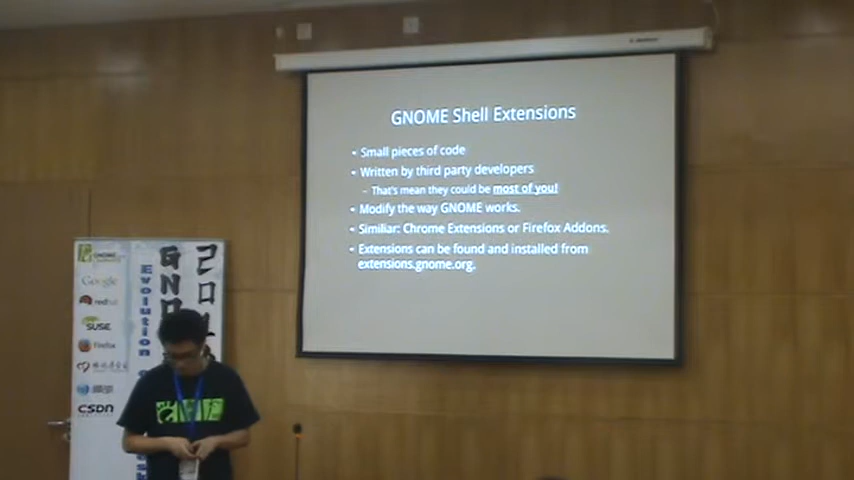 GNOME Shell Extensions
• Small pieces of code
• Written by third party developers
– That's mean they could be most of you!
• Modify the way GNOME works.
• Similiar: Chrome Extensions or Firefox Addons.
• Extensions can be found and installed from
extensions.gnome.org.
GNOME
Google
redhat
SUSE
Firefox
CSDN
Evolution